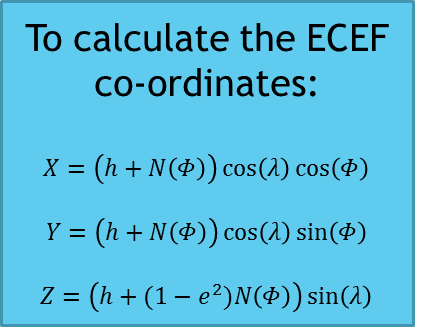 To calculate the ECEF
co-ordinates:
X = (h + N(Φ)) cos(λ) cos(Φ)
Y = (h + N(Φ)) cos(λ) sin(Φ)
Z = (h + (1 − e²)N(Φ)) sin(λ)